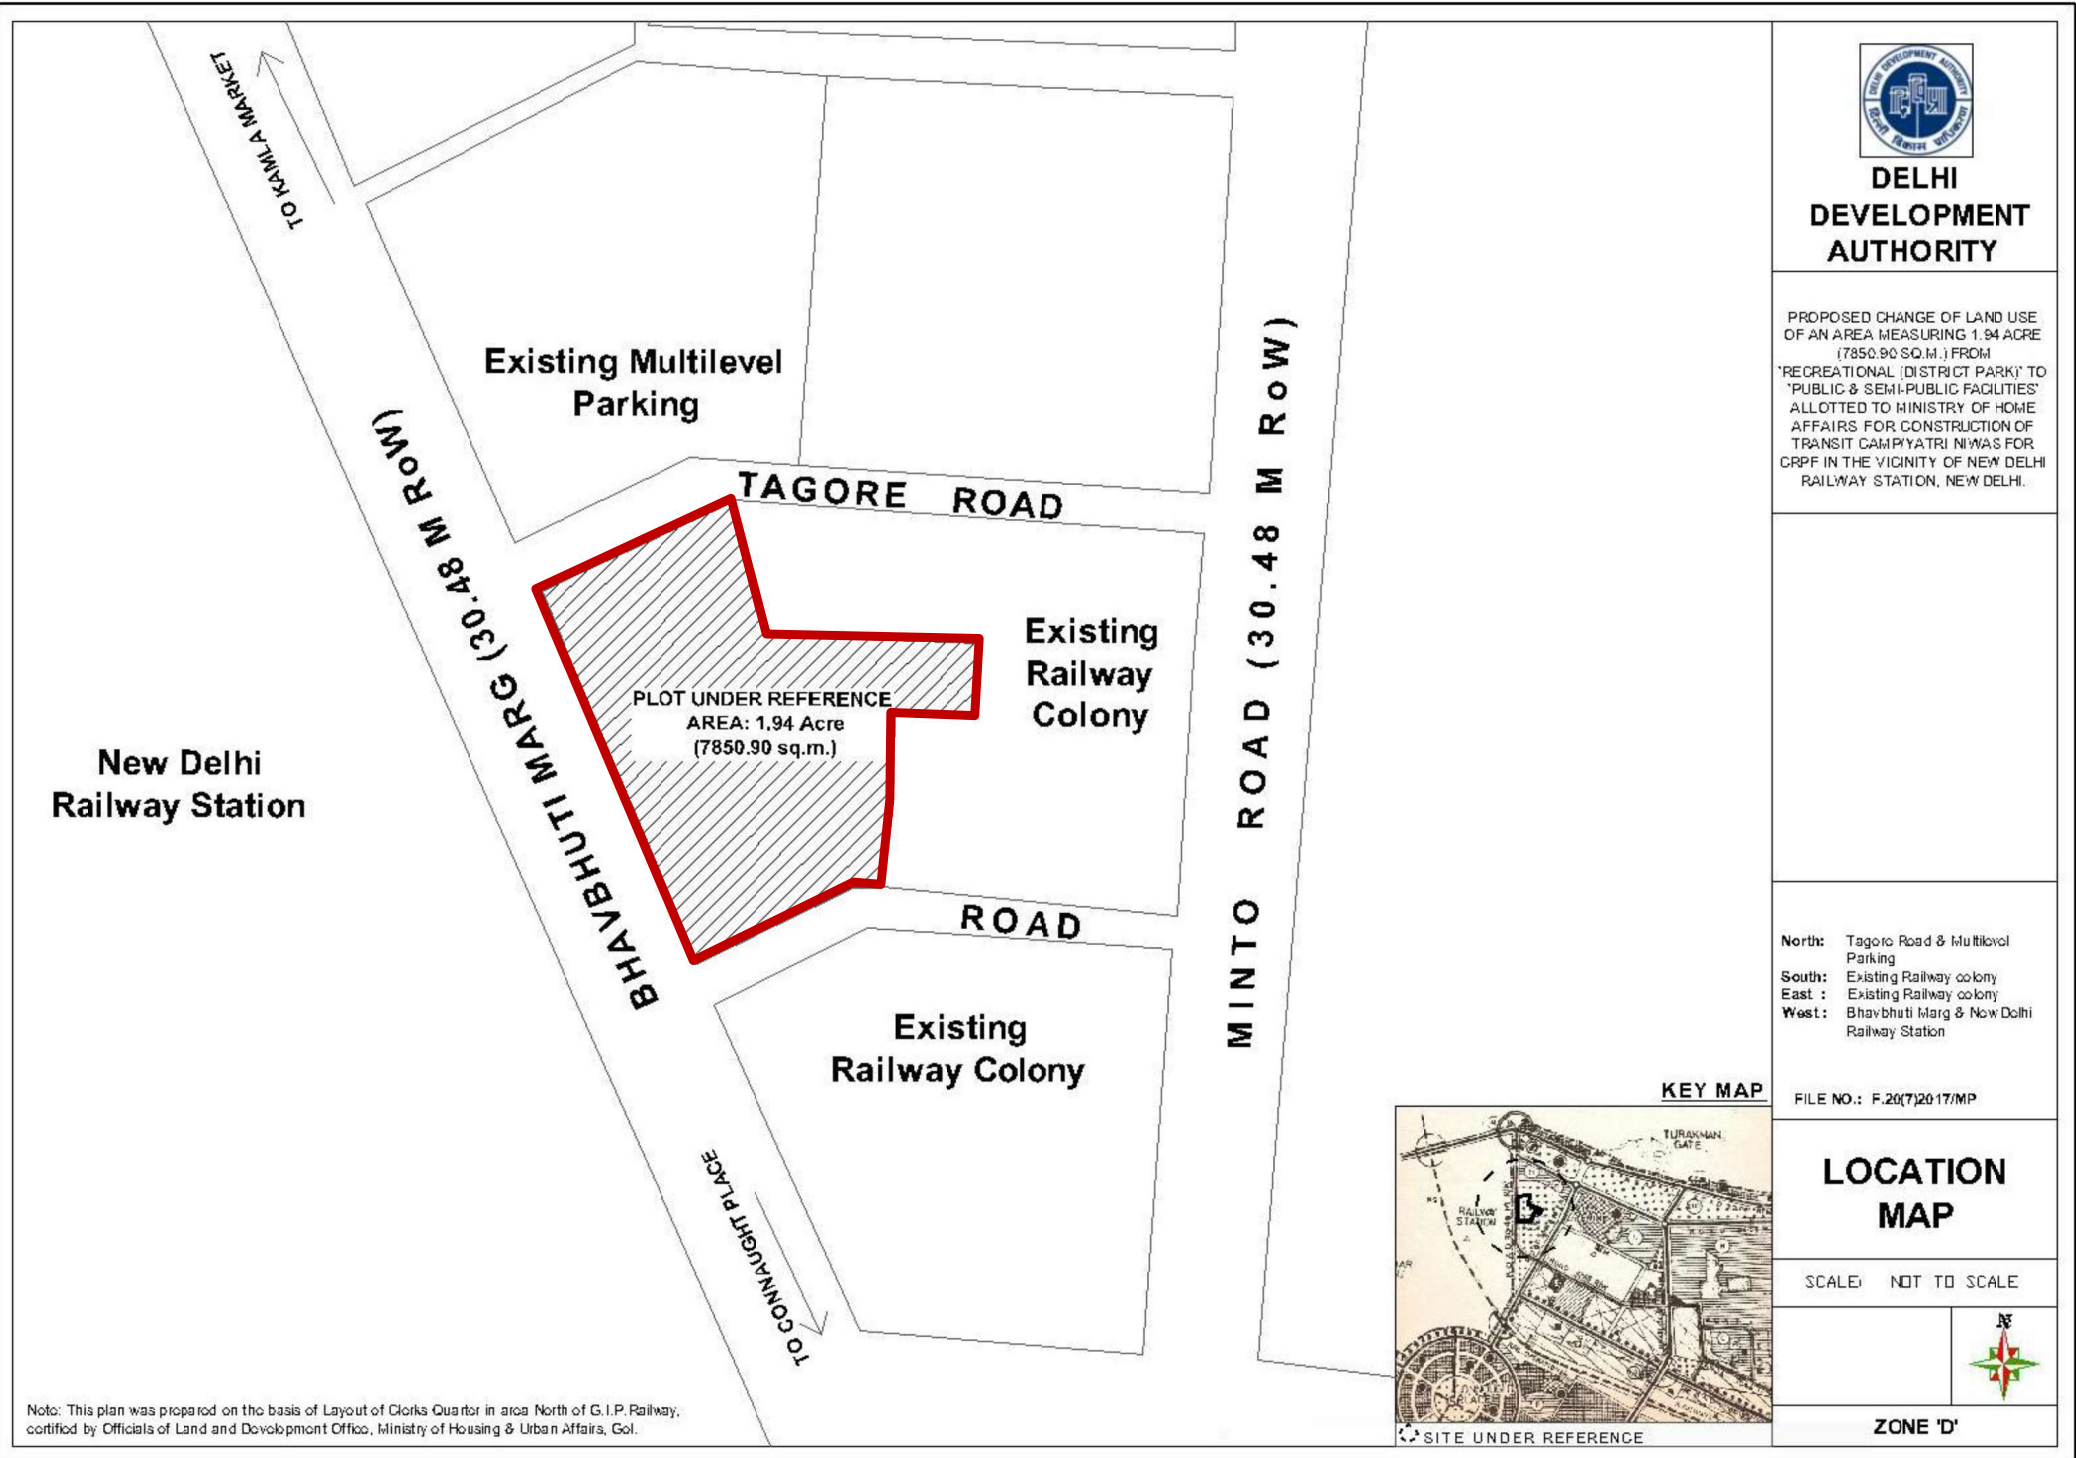 TO KAMLA MARKET
Existing Multilevel
Parking
BHAVBHUTI MARG (30.48 M RoW)
TAGORE ROAD
MINTO ROAD (30.48 M RoW)
PLOT UNDER REFERENCE
AREA: 1.94 Acre
(7850.90 sq.m.)
Existing
Railway
Colony
New Delhi
Railway Station
ROAD
Existing
Railway Colony
TO CONNAUGHT PLACE
Note: This plan was prepared on the basis of Layout of Clerks Quarter in area North of G.I.P. Railway,
certified by Officials of Land and Development Office, Ministry of Housing & Urban Affairs, GoI.
KEY MAP
TURAKMAN
GATE
RAILWAY
STATION
SITE UNDER REFERENCE
DELHI DEVELOPMENT AUTHORITY
दिल्ली विकास प्राधिकरण
DELHI
DEVELOPMENT
AUTHORITY
PROPOSED CHANGE OF LAND USE
OF AN AREA MEASURING 1.94 ACRE
(7850.90 SQ.M.) FROM
'RECREATIONAL (DISTRICT PARK)' TO
'PUBLIC & SEMI-PUBLIC FACILITIES'
ALLOTTED TO MINISTRY OF HOME
AFFAIRS FOR CONSTRUCTION OF
TRANSIT CAMP/YATRI NIWAS FOR
CRPF IN THE VICINITY OF NEW DELHI
RAILWAY STATION, NEW DELHI.
North: Tagore Road & Multilevel
Parking
South: Existing Railway colony
East : Existing Railway colony
West : Bhavbhuti Marg & New Delhi
Railway Station
FILE NO.: F.20(7)2017/MP
LOCATION
MAP
SCALE: NOT TO SCALE
N
ZONE 'D'